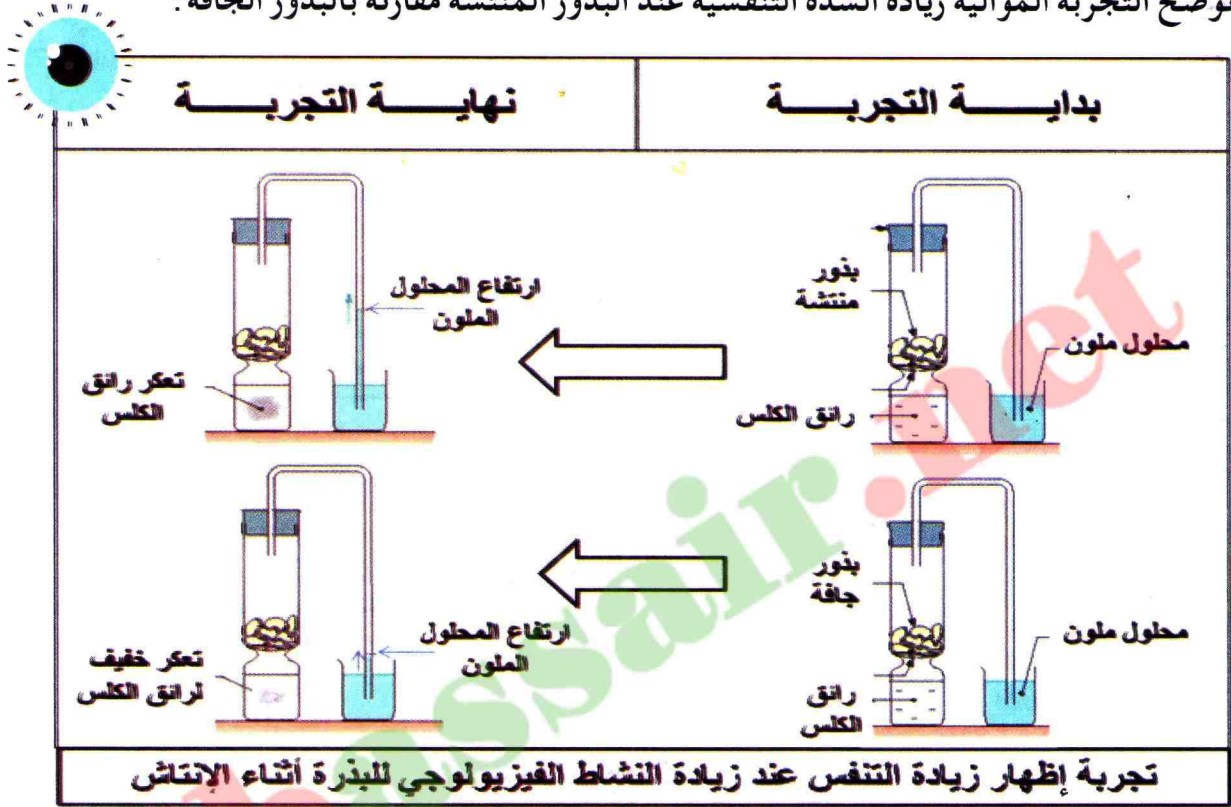 توضح التجربة الموالية زيادة الشدة التنفسية عند البذور المنتشة مقارنة بالبذور الجافة.
بدايـــة التجربـــة
نهايـــة التجربـــة
بذور
منتشة
محلول ملون
رائق الكلس
ارتفاع المحلول
الملون
تعكر رائق
الكلس
بذور
جافة
محلول ملون
رائق
الكلس
ارتفاع المحلول
الملون
تعكر خفيف
لرائق الكلس
تجربة إظهار زيادة التنفس عند زيادة النشاط الفيزيولوجي للبذرة أثناء الإنتاش
bassair.net